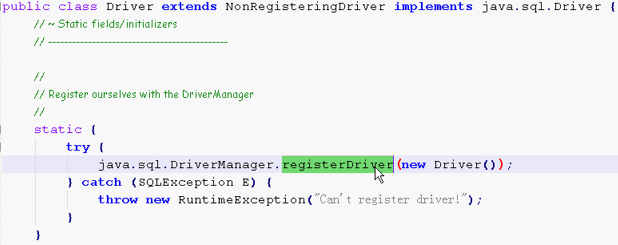 public class Driver extends NonRegisteringDriver implements java.sql.Driver {
// ~ Static fields/initializers
// ---------------------------------------------
//
// Register ourselves with the DriverManager
//
static {
try {
java.sql.DriverManager.registerDriver(new Driver());
} catch (SQLException E) {
throw new RuntimeException("Can't register driver!");
}
}